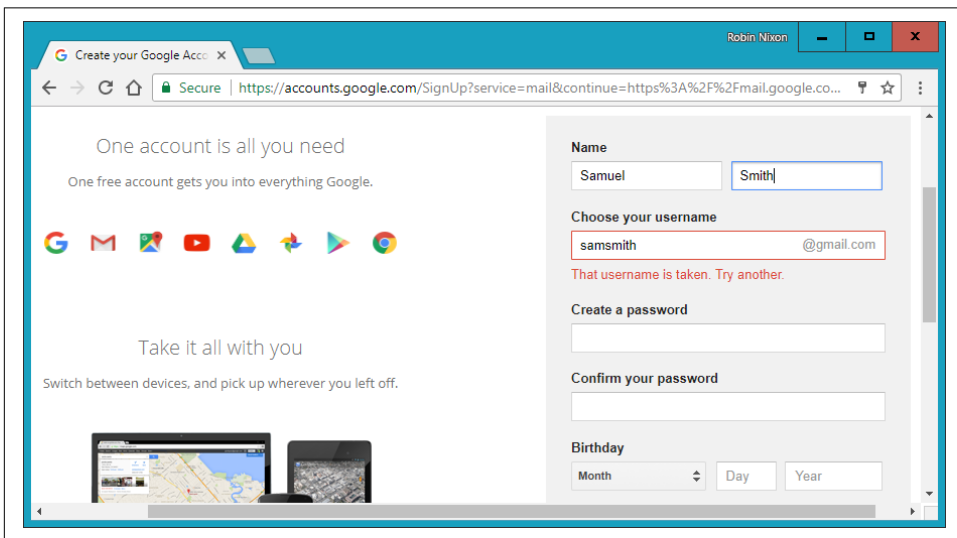 Robin Nixon
Create your Google Acco
Secure | https://accounts.google.com/SignUp?service=mail&continue=https%3A%2F%2Fmail.google.co...
One account is all you need
One free account gets you into everything Google.
Take it all with you
Switch between devices, and pick up wherever you left off.
Name
Samuel Smith
Choose your username
samsmith @gmail.com
That username is taken. Try another.
Create a password
Confirm your password
Birthday
Month Day Year